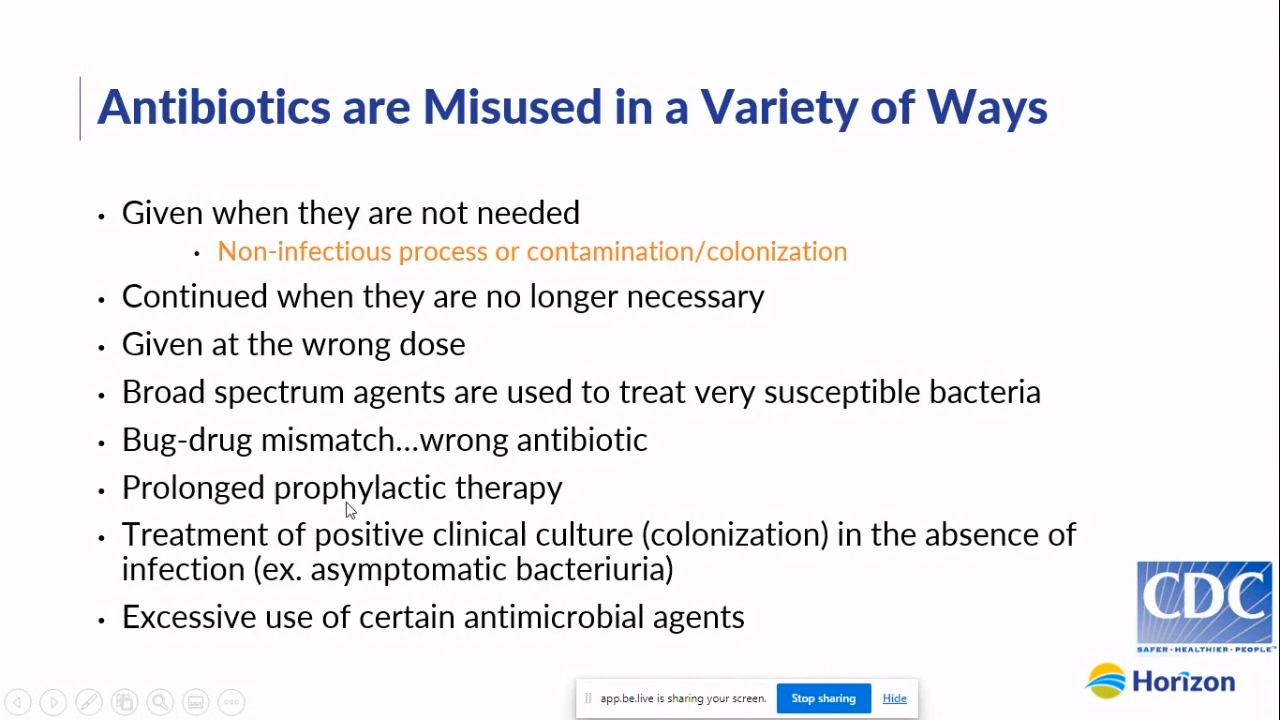 Antibiotics are Misused in a Variety of Ways
• Given when they are not needed
• Non-infectious process or contamination/colonization
• Continued when they are no longer necessary
• Given at the wrong dose
• Broad spectrum agents are used to treat very susceptible bacteria
• Bug-drug mismatch...wrong antibiotic
• Prolonged prophylactic therapy
• Treatment of positive clinical culture (colonization) in the absence of
infection (ex. asymptomatic bacteriuria)
• Excessive use of certain antimicrobial agents
CDC
SAFER • HEALTHIER • PEOPLE™
Horizon
app.be.live is sharing your screen. Stop sharing Hide